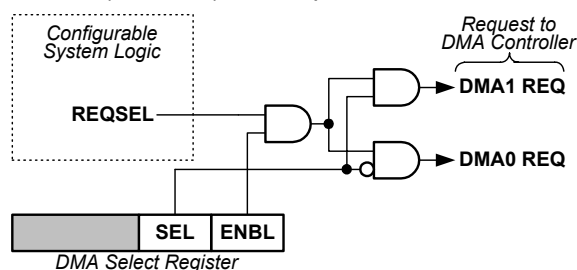 Configurable
System Logic
Request to
DMA Controller
REQSEL
DMA1 REQ
DMA0 REQ
SEL
ENBL
DMA Select Register